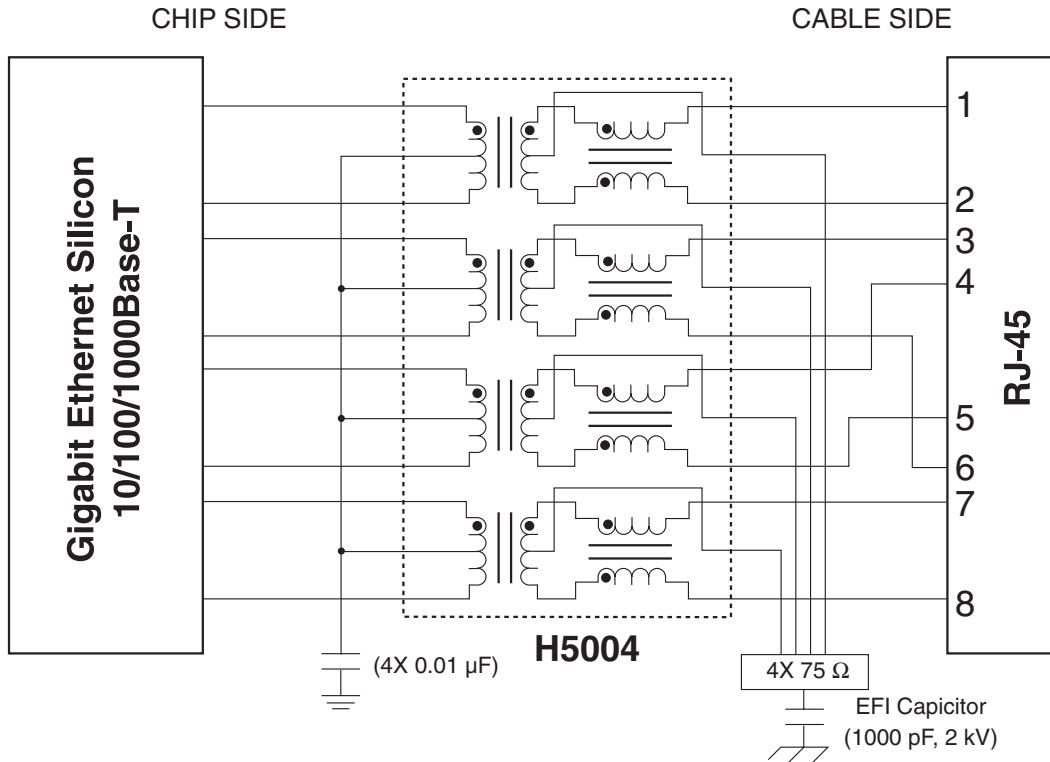 CHIP SIDE
CABLE SIDE
Gigabit Ethernet Silicon
10/100/1000Base-T
1
2
3
4
5
6
7
8
RJ-45
H5004
(4X 0.01 µF)
4X 75 Ω
EFI Capicitor
(1000 pF, 2 kV)